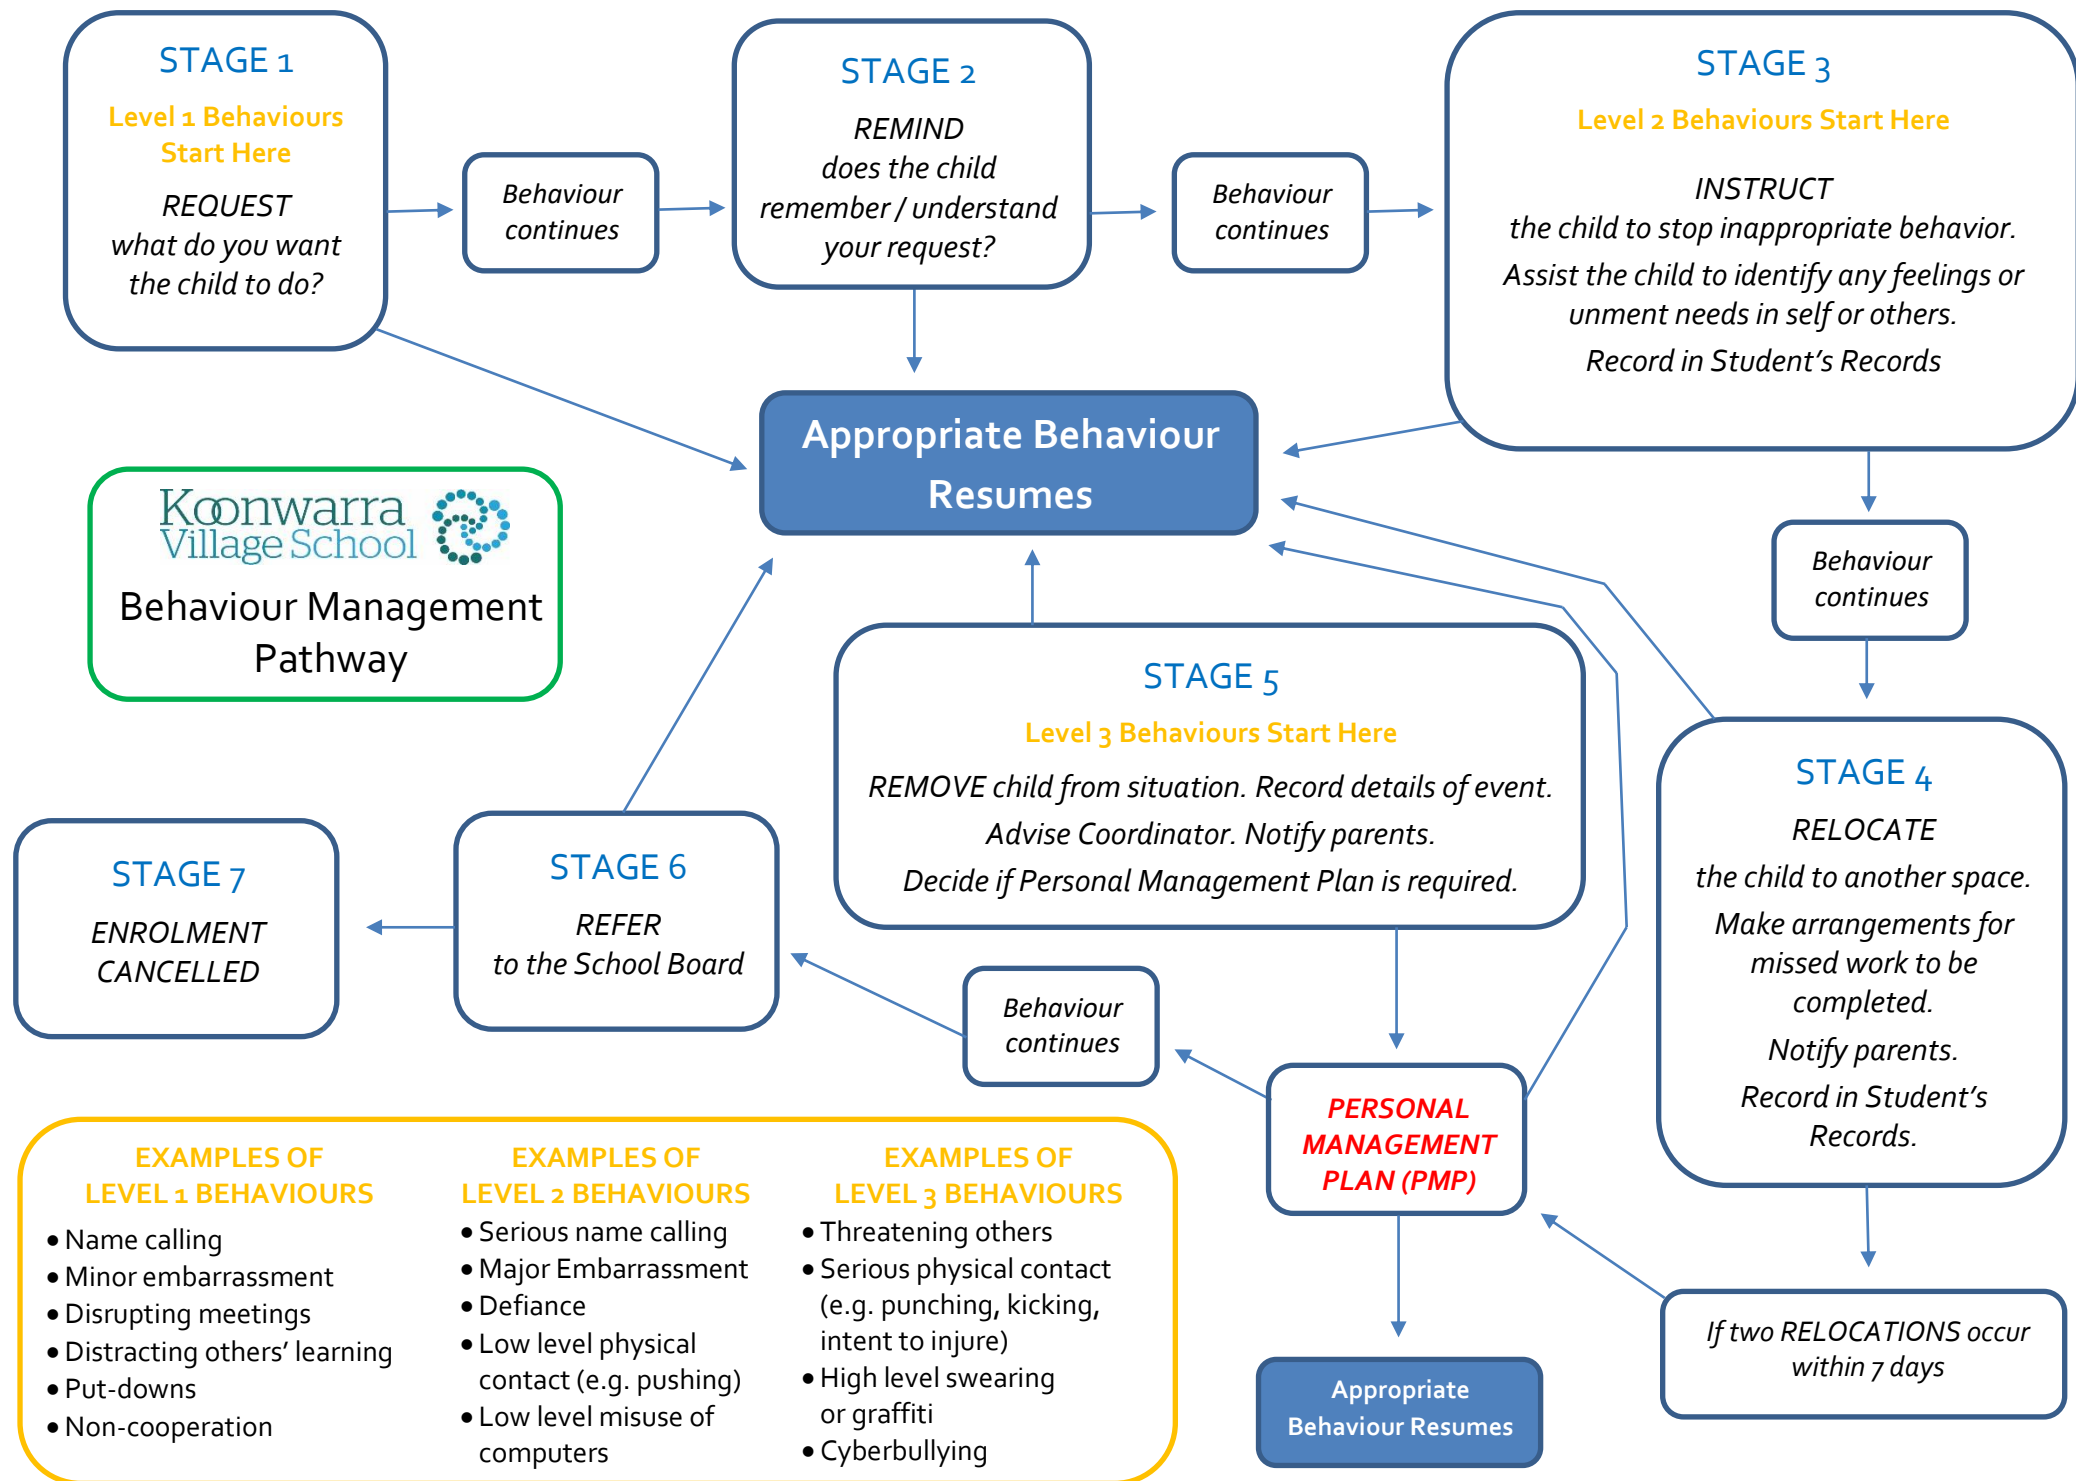 STAGE 1
Level 1 Behaviours
Start Here
REQUEST
what do you want
the child to do?
Behaviour
continues
STAGE 2
REMIND
does the child
remember / understand
your request?
Behaviour
continues
STAGE 3
Level 2 Behaviours Start Here
INSTRUCT
the child to stop inappropriate behavior.
Assist the child to identify any feelings or
unment needs in self or others.
Record in Student's Records
Appropriate Behaviour
Resumes
Koonwarra
Village School
Behaviour Management
Pathway
Behaviour
continues
STAGE 5
Level 3 Behaviours Start Here
REMOVE child from situation. Record details of event.
Advise Coordinator. Notify parents.
Decide if Personal Management Plan is required.
STAGE 4
RELOCATE
the child to another space.
Make arrangements for
missed work to be
completed.
Notify parents.
Record in Student's
Records.
STAGE 7
ENROLMENT
CANCELLED
STAGE 6
REFER
to the School Board
Behaviour
continues
PERSONAL
MANAGEMENT
PLAN (PMP)
If two RELOCATIONS occur
within 7 days
Appropriate
Behaviour Resumes
EXAMPLES OF
LEVEL 1 BEHAVIOURS
• Name calling
• Minor embarrassment
• Disrupting meetings
• Distracting others' learning
• Put-downs
• Non-cooperation
EXAMPLES OF
LEVEL 2 BEHAVIOURS
• Serious name calling
• Major Embarrassment
• Defiance
• Low level physical
contact (e.g. pushing)
• Low level misuse of
computers
EXAMPLES OF
LEVEL 3 BEHAVIOURS
• Threatening others
• Serious physical contact
(e.g. punching, kicking,
intent to injure)
• High level swearing
or graffiti
• Cyberbullying